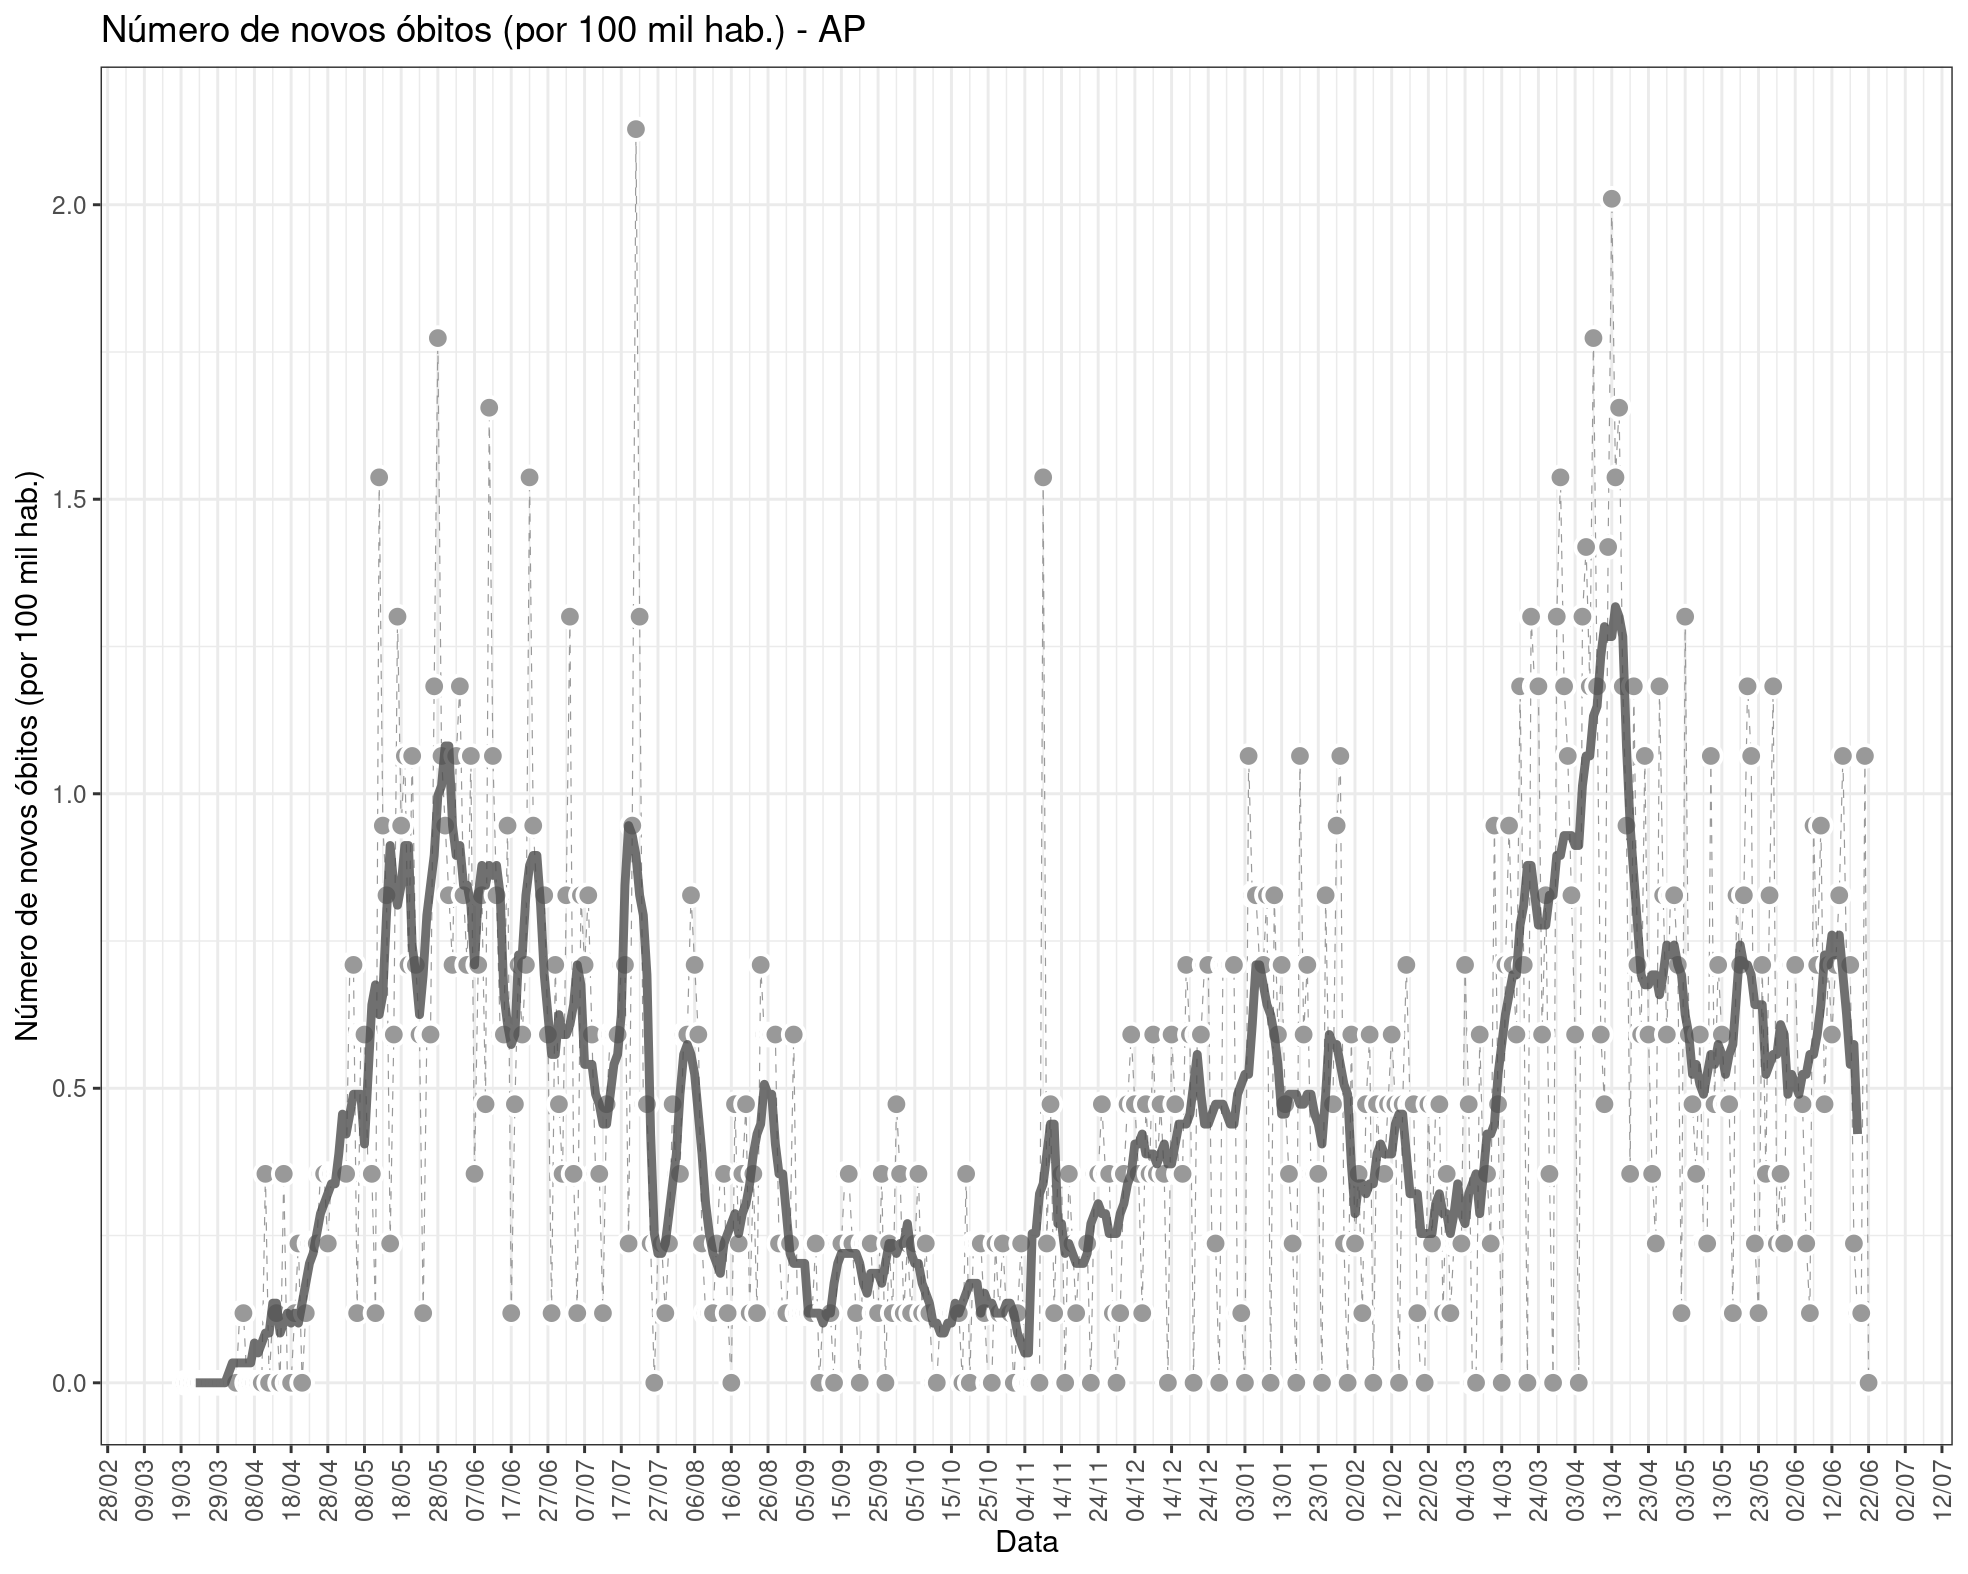 Número de novos óbitos (por 100 mil hab.) - AP
Número de novos óbitos (por 100 mil hab.)
2.0
1.5
1.0
0.5
0.0
28/02 09/03 19/03 29/03 08/04 18/04 28/04 08/05 18/05 28/05 07/06 17/06 27/06 07/07 17/07 27/07 06/08 16/08 26/08 05/09 15/09 25/09 05/10 15/10 25/10 04/11 14/11 24/11 04/12 14/12 24/12 03/01 13/01 23/01 02/02 12/02 22/02 04/03 14/03 24/03 03/04 13/04 23/04 03/05 13/05 23/05 02/06 12/06 22/06 02/07 12/07
Data